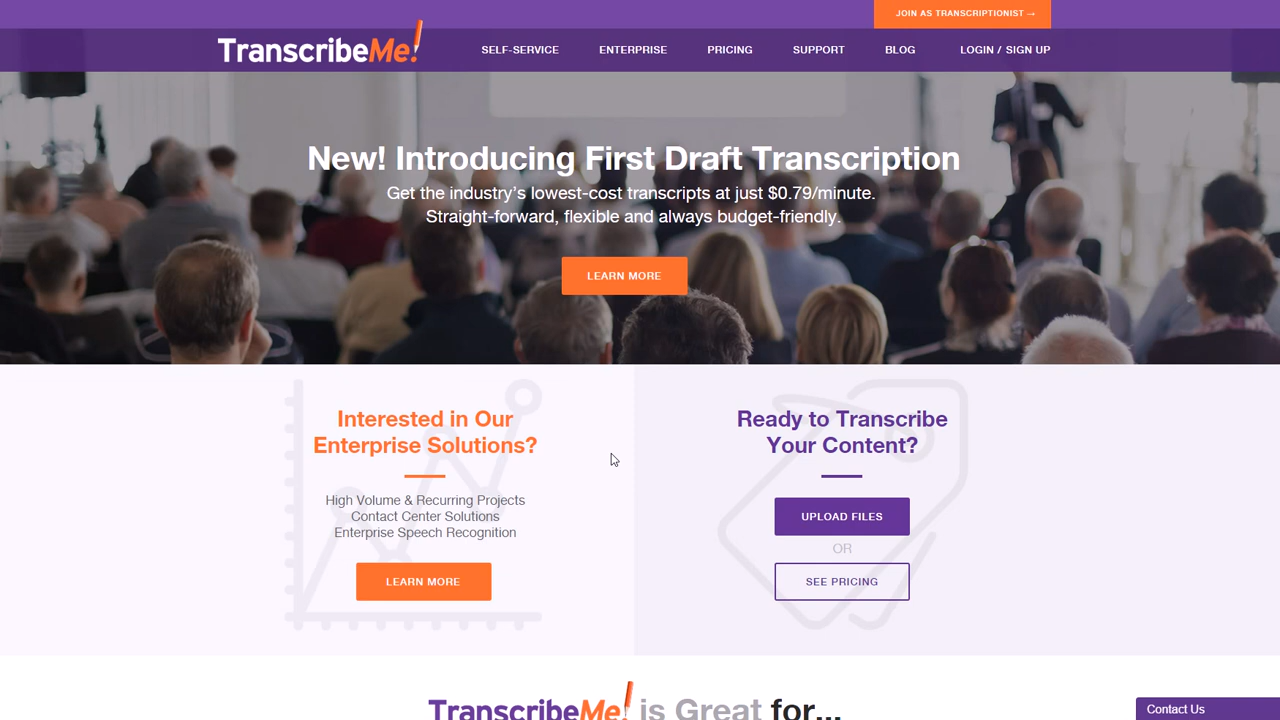 JOIN AS TRANSCRIPTIONIST →
TranscribeMe!
SELF-SERVICE
ENTERPRISE
PRICING
SUPPORT
BLOG
LOGIN / SIGN UP
New! Introducing First Draft Transcription
Get the industry's lowest-cost transcripts at just $0.79/minute.
Straight-forward, flexible and always budget-friendly.
LEARN MORE
Interested in Our
Enterprise Solutions?
High Volume & Recurring Projects
Contact Center Solutions
Enterprise Speech Recognition
LEARN MORE
Ready to Transcribe
Your Content?
UPLOAD FILES
OR
SEE PRICING
TranscribeMe! is Great for...
Contact Us